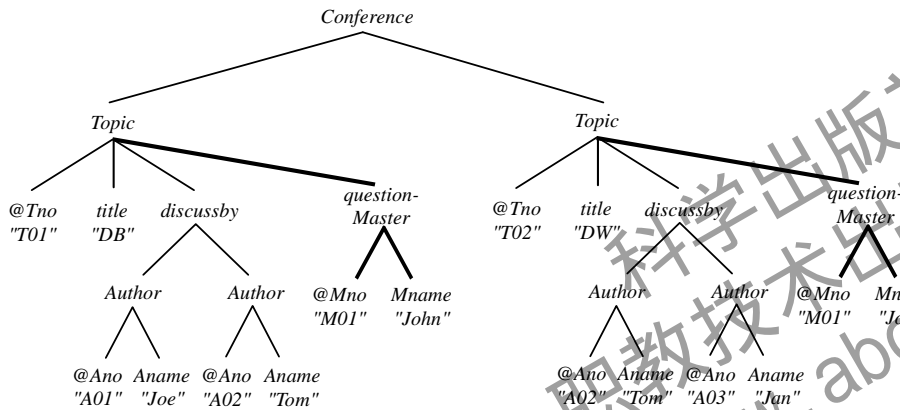 Conference
Topic
Topic
@Tno title discussby question-
"T01" "DB" Master
@Tno title discussby question-
"T02" "DW" Master
Author Author @Mno Mname
"M01" "John"
Author Author @Mno
"M01"
@Ano Aname @Ano Aname
"A01" "Joe" "A02" "Tom"
@Ano Aname @Ano Aname
"A02" "Tom" "A03" "Jan"
科学出版
职教技术出
www.abo